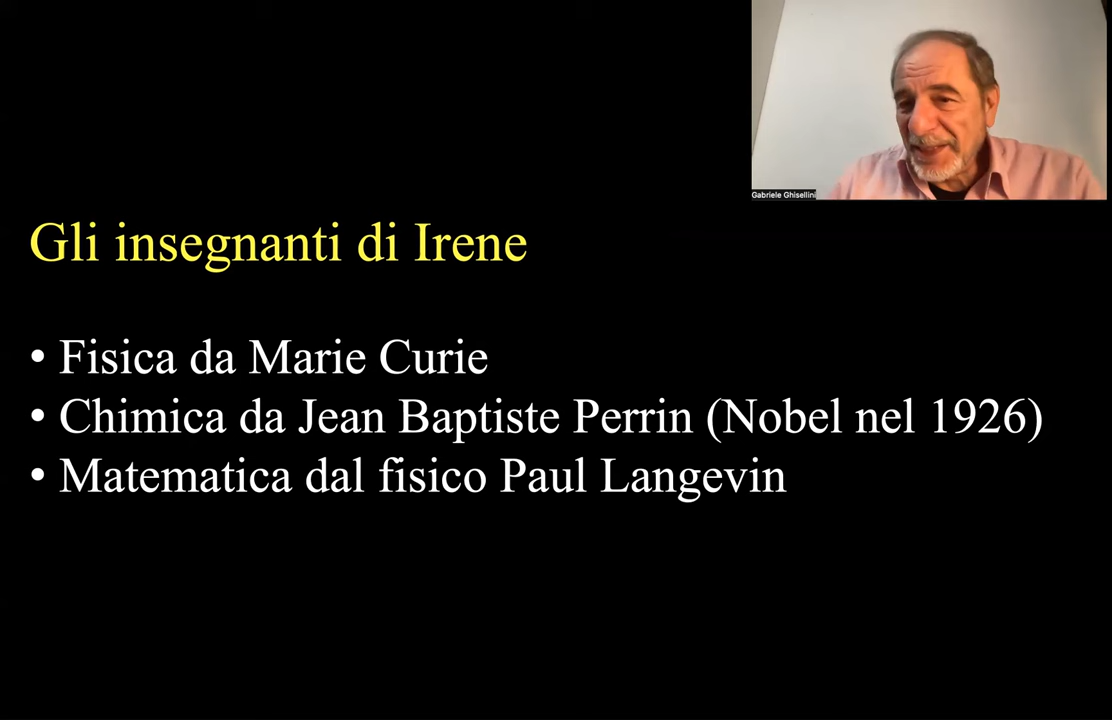 Gabriele Ghisellini
Gli insegnanti di Irene
• Fisica da Marie Curie
• Chimica da Jean Baptiste Perrin (Nobel nel 1926)
• Matematica dal fisico Paul Langevin